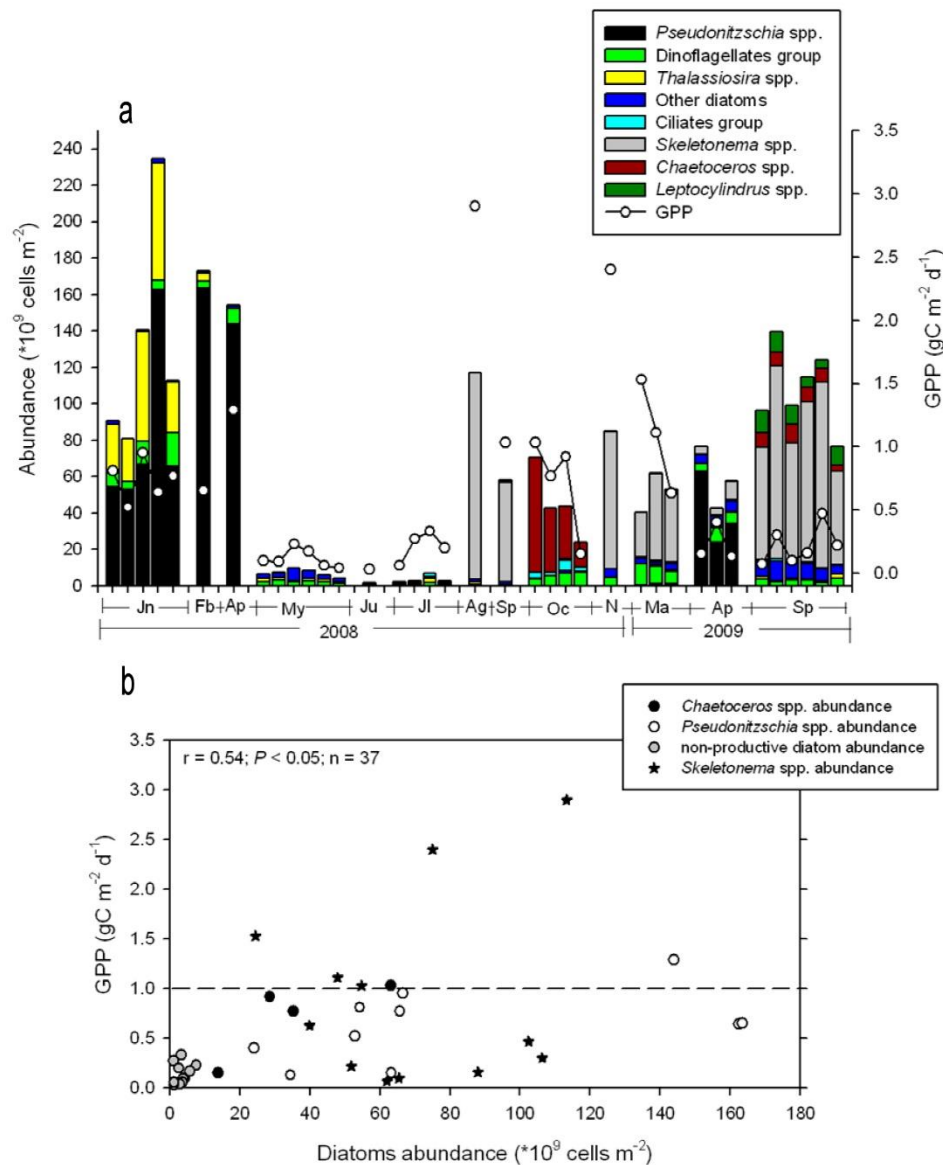 Pseudonitzschia spp.
Dinoflagellates group
Thalassiosira spp.
Other diatoms
Ciliates group
Skeletonema spp.
Chaetoceros spp.
Leptocylindrus spp.
GPP
a
240
220
200
180
160
140
120
100
80
60
40
20
0
Abundance (*10⁹ cells m⁻²)
3.5
3.0
2.5
2.0
1.5
1.0
0.5
0.0
GPP (gC m⁻² d⁻¹)
Jn Fb Ap My Ju Jl Ag Sp Oc N Ma Ap Sp
2008 2009
b
Chaetoceros spp. abundance
Pseudonitzschia spp. abundance
non-productive diatom abundance
Skeletonema spp. abundance
r = 0.54; P < 0.05; n = 37
3.5
3.0
2.5
2.0
1.5
1.0
0.5
0.0
GPP (gC m⁻² d⁻¹)
0 20 40 60 80 100 120 140 160 180
Diatoms abundance (*10⁹ cells m⁻²)